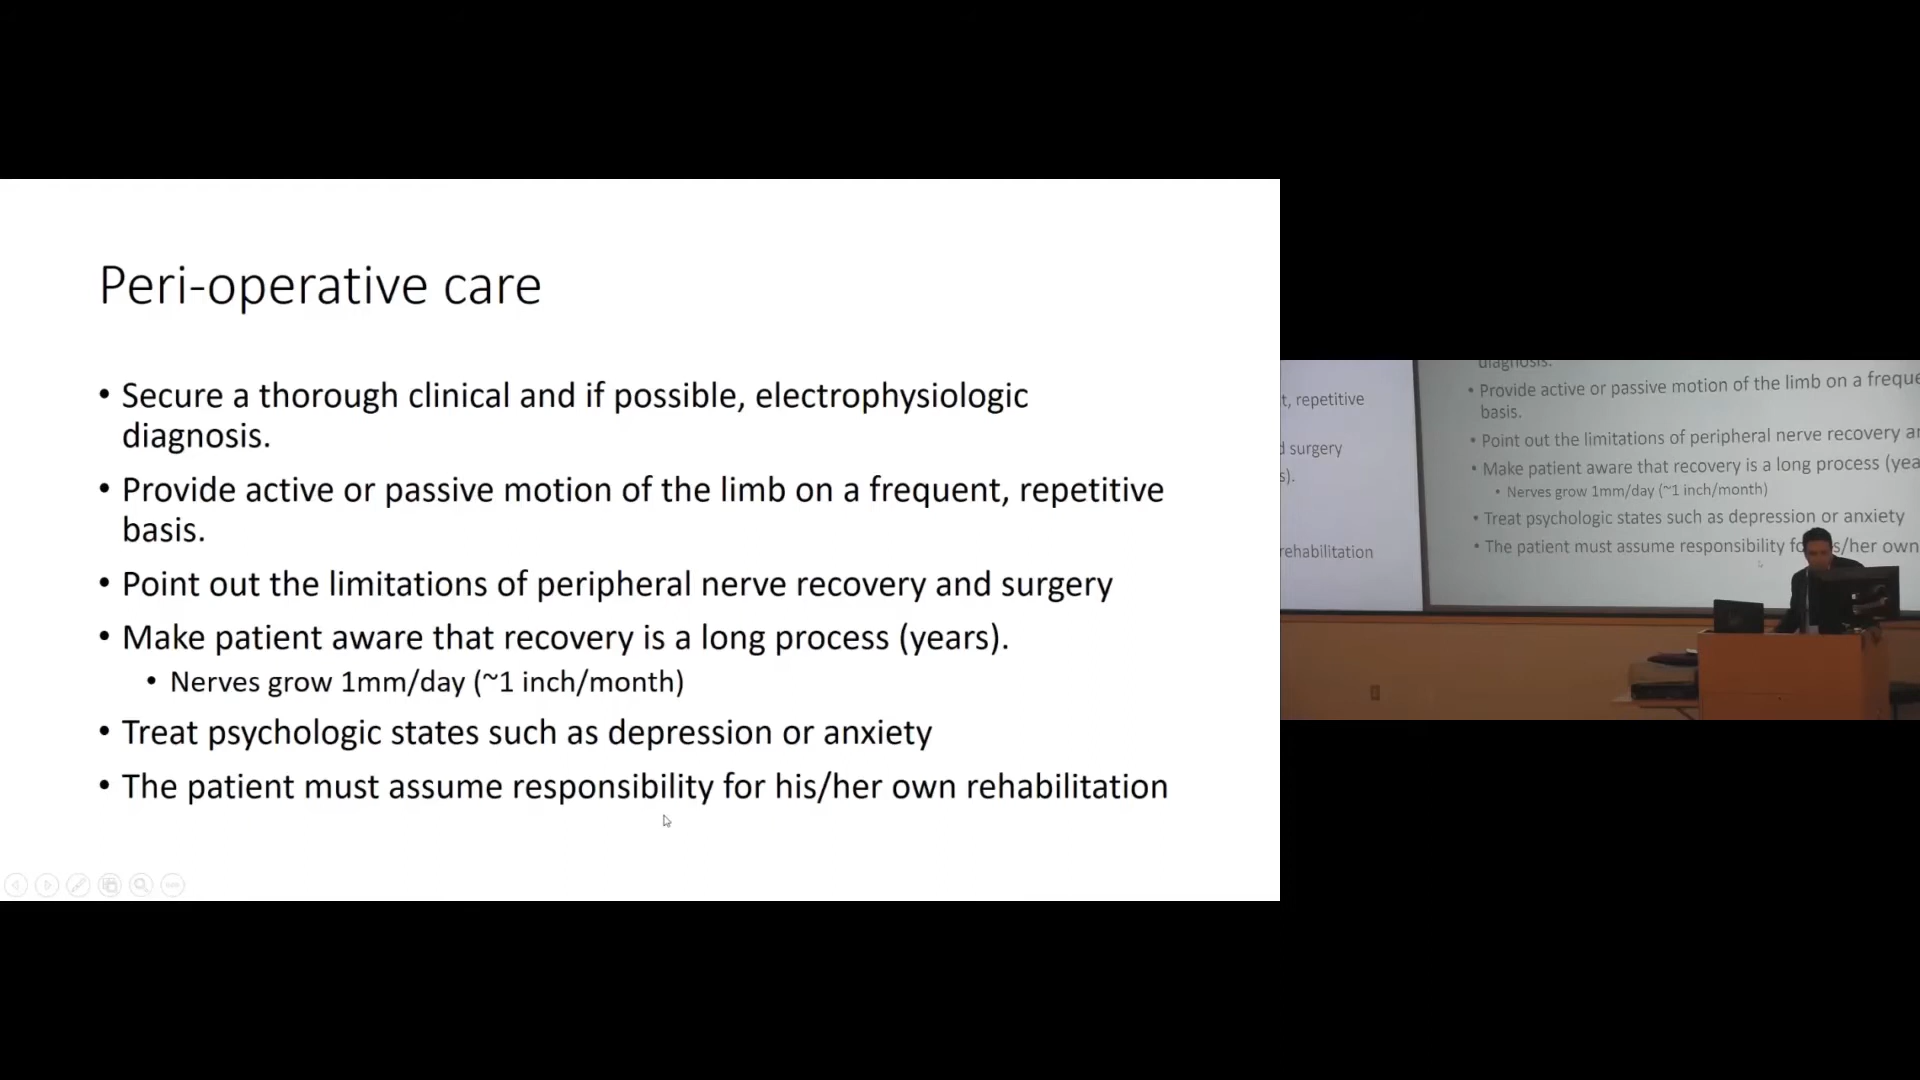 Peri-operative care
• Secure a thorough clinical and if possible, electrophysiologic
diagnosis.
• Provide active or passive motion of the limb on a frequent, repetitive
basis.
• Point out the limitations of peripheral nerve recovery and surgery
• Make patient aware that recovery is a long process (years).
• Nerves grow 1mm/day (~1 inch/month)
• Treat psychologic states such as depression or anxiety
• The patient must assume responsibility for his/her own rehabilitation
t, repetitive
d surgery
s).
rehabilitation
diagnosis.
• Provide active or passive motion of the limb on a freque
basis.
• Point out the limitations of peripheral nerve recovery an
• Make patient aware that recovery is a long process (yea
• Nerves grow 1mm/day (~1 inch/month)
• Treat psychologic states such as depression or anxiety
• The patient must assume responsibility fo s/her own